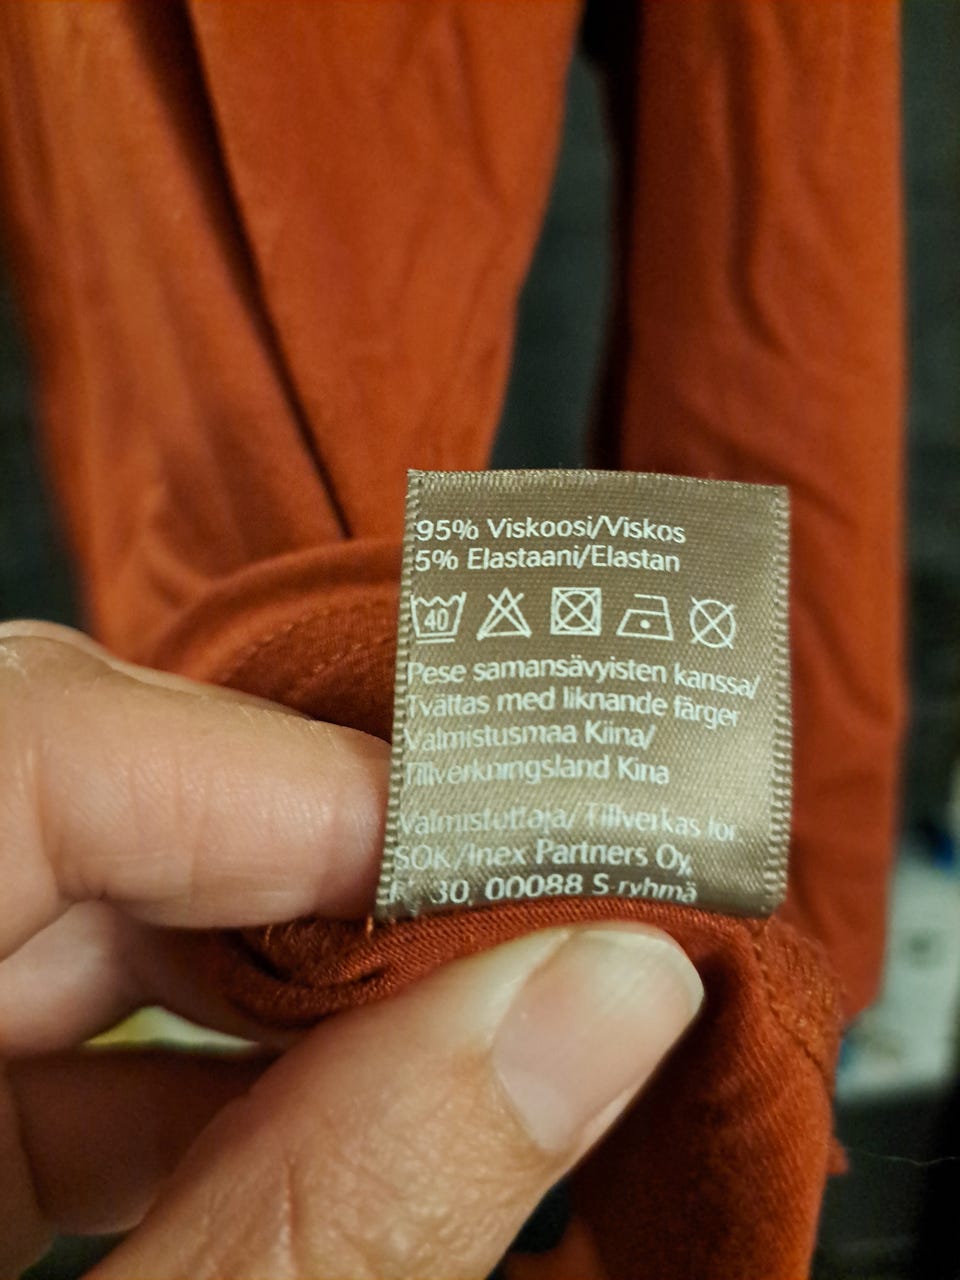 95% Viskoosi/Viskos
5% Elastaani/Elastan
40
Pese samansävyisten kanssa/
Tvättas med liknande färger
Valmistusmaa Kiina/
Tillverkningsland Kina
Valmistuttaja/Tillverkas för
SOK/Inex Partners Oy,
30, 00088 S-ryhmä